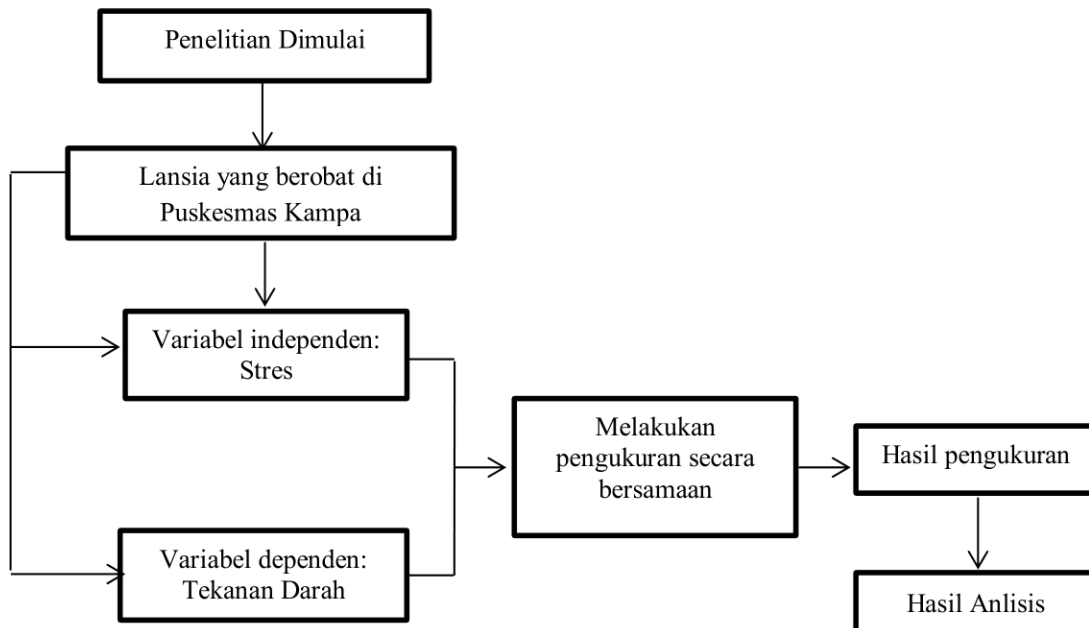 Penelitian Dimulai
Lansia yang berobat di
Puskesmas Kampa
Variabel independen:
Stres
Variabel dependen:
Tekanan Darah
Melakukan
pengukuran secara
bersamaan
Hasil pengukuran
Hasil Anlisis